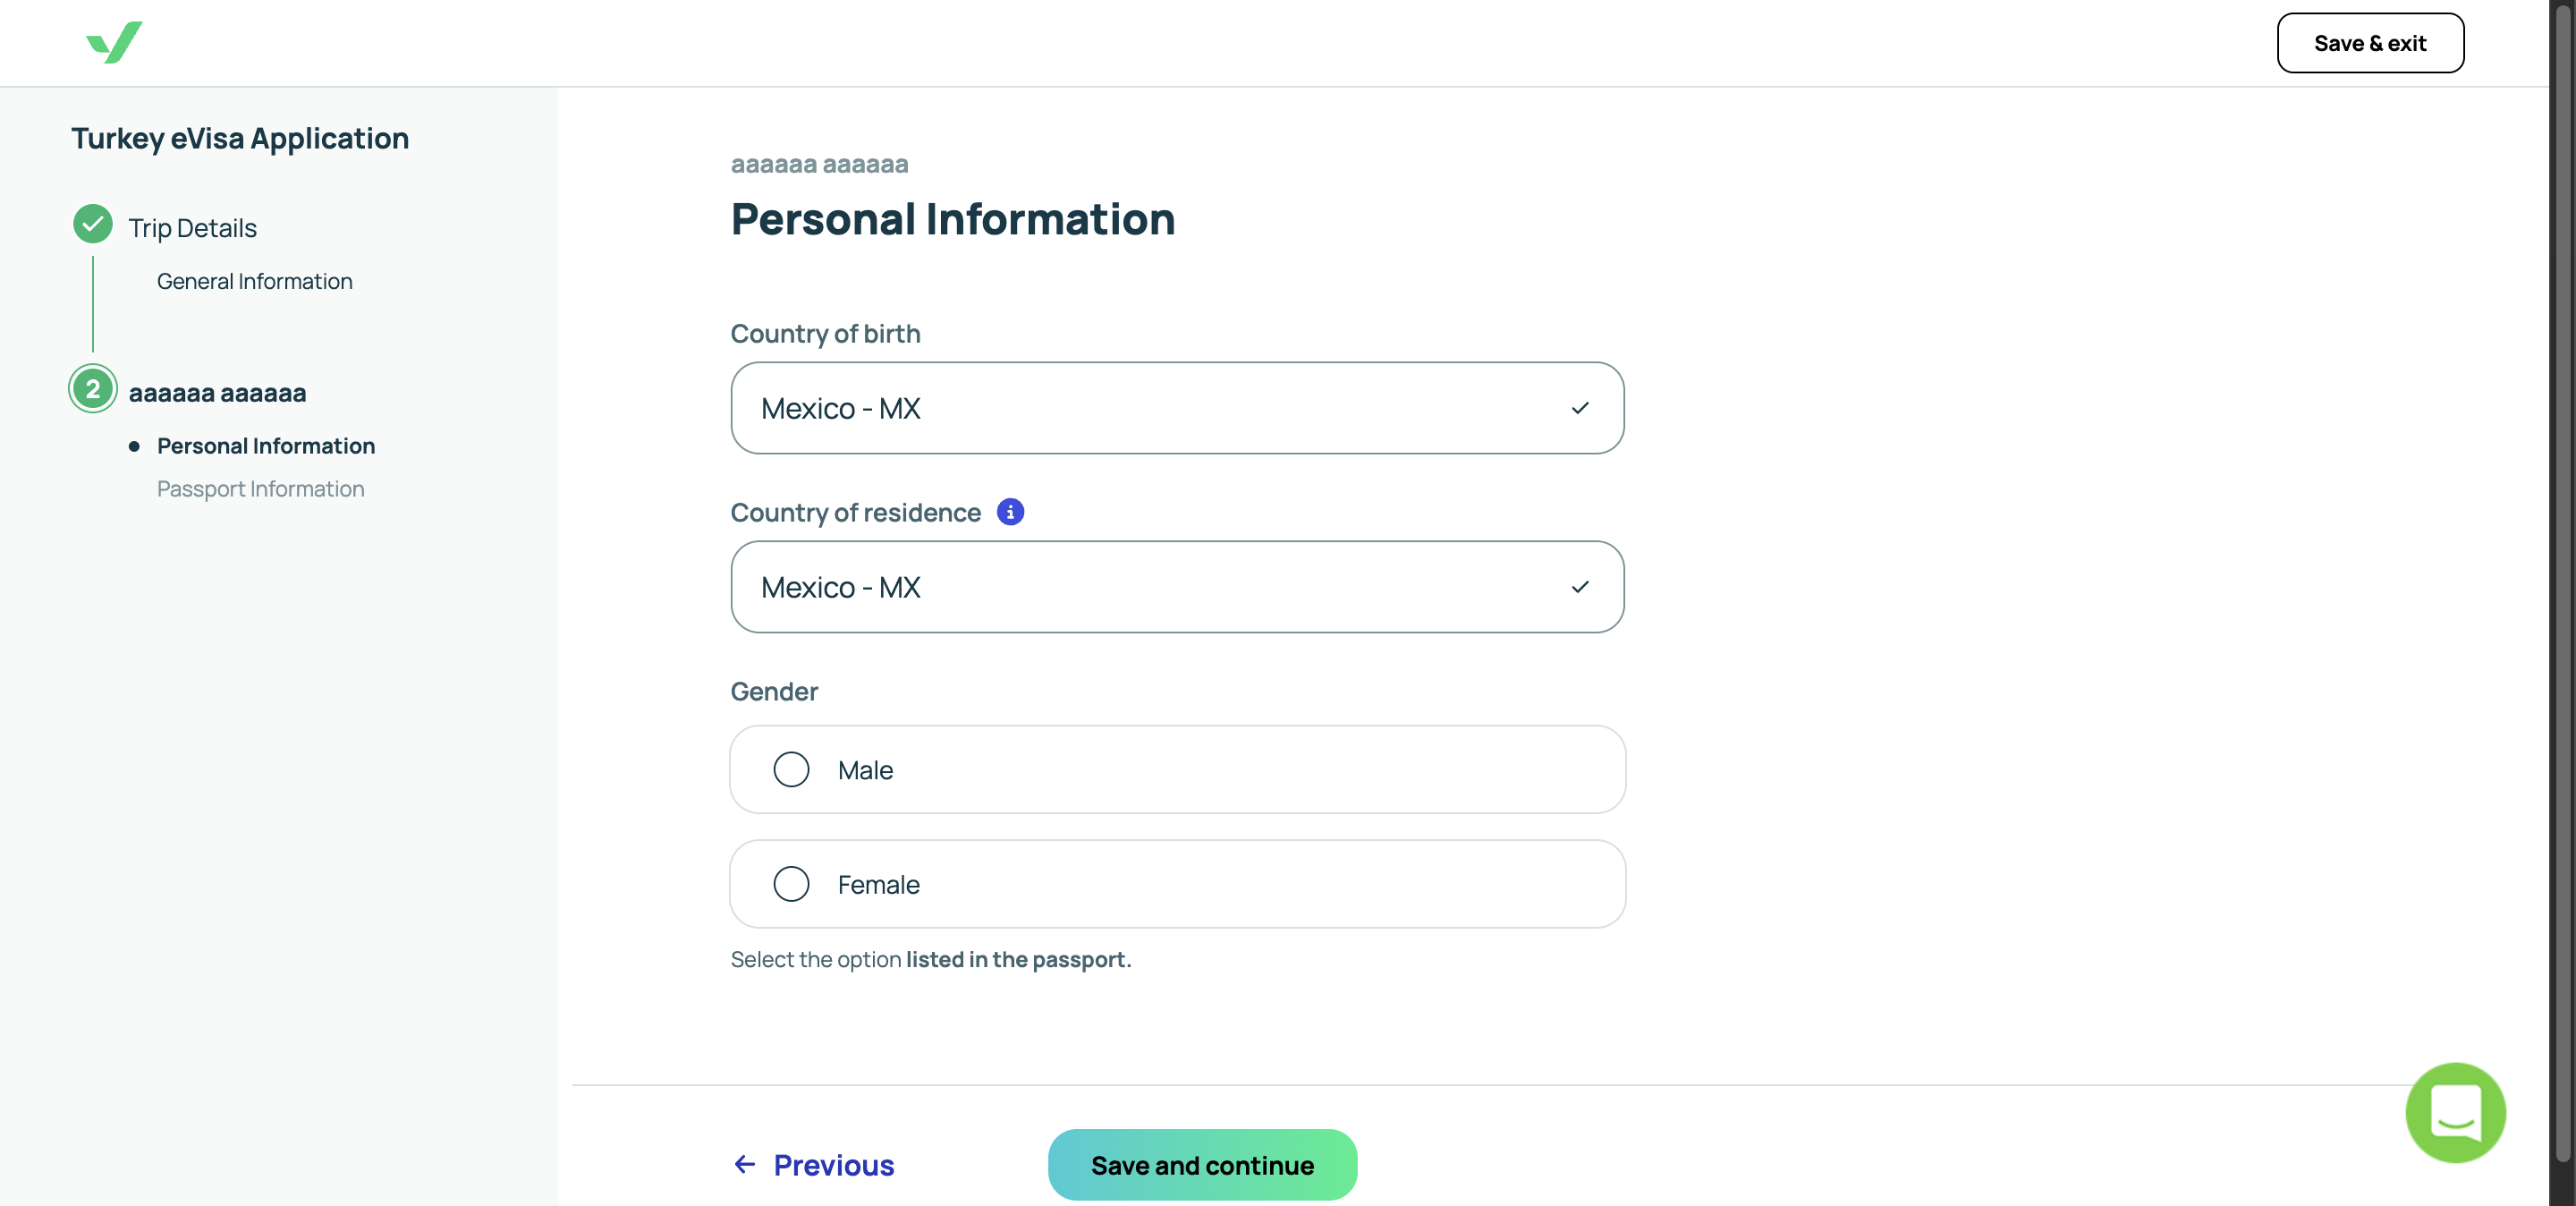 Save & exit
Turkey eVisa Application
Trip Details
General Information
2
aaaaaa aaaaaa
Personal Information
Passport Information
aaaaaa aaaaaa
Personal Information
Country of birth
Mexico - MX
Country of residence
Mexico - MX
Gender
Male
Female
Select the option listed in the passport.
Previous
Save and continue